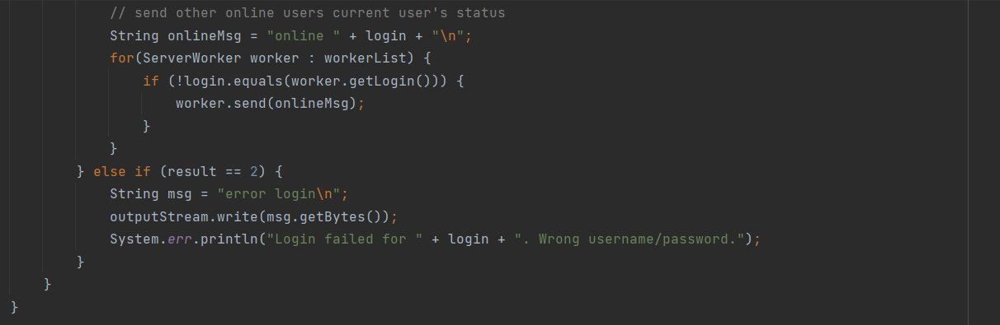 // send other online users current user's status
String onlineMsg = "online " + login + "\n";
for(ServerWorker worker : workerList) {
if (!login.equals(worker.getLogin())) {
worker.send(onlineMsg);
}
}
} else if (result == 2) {
String msg = "error login\n";
outputStream.write(msg.getBytes());
System.err.println("Login failed for " + login + ". Wrong username/password.");
}
}
}